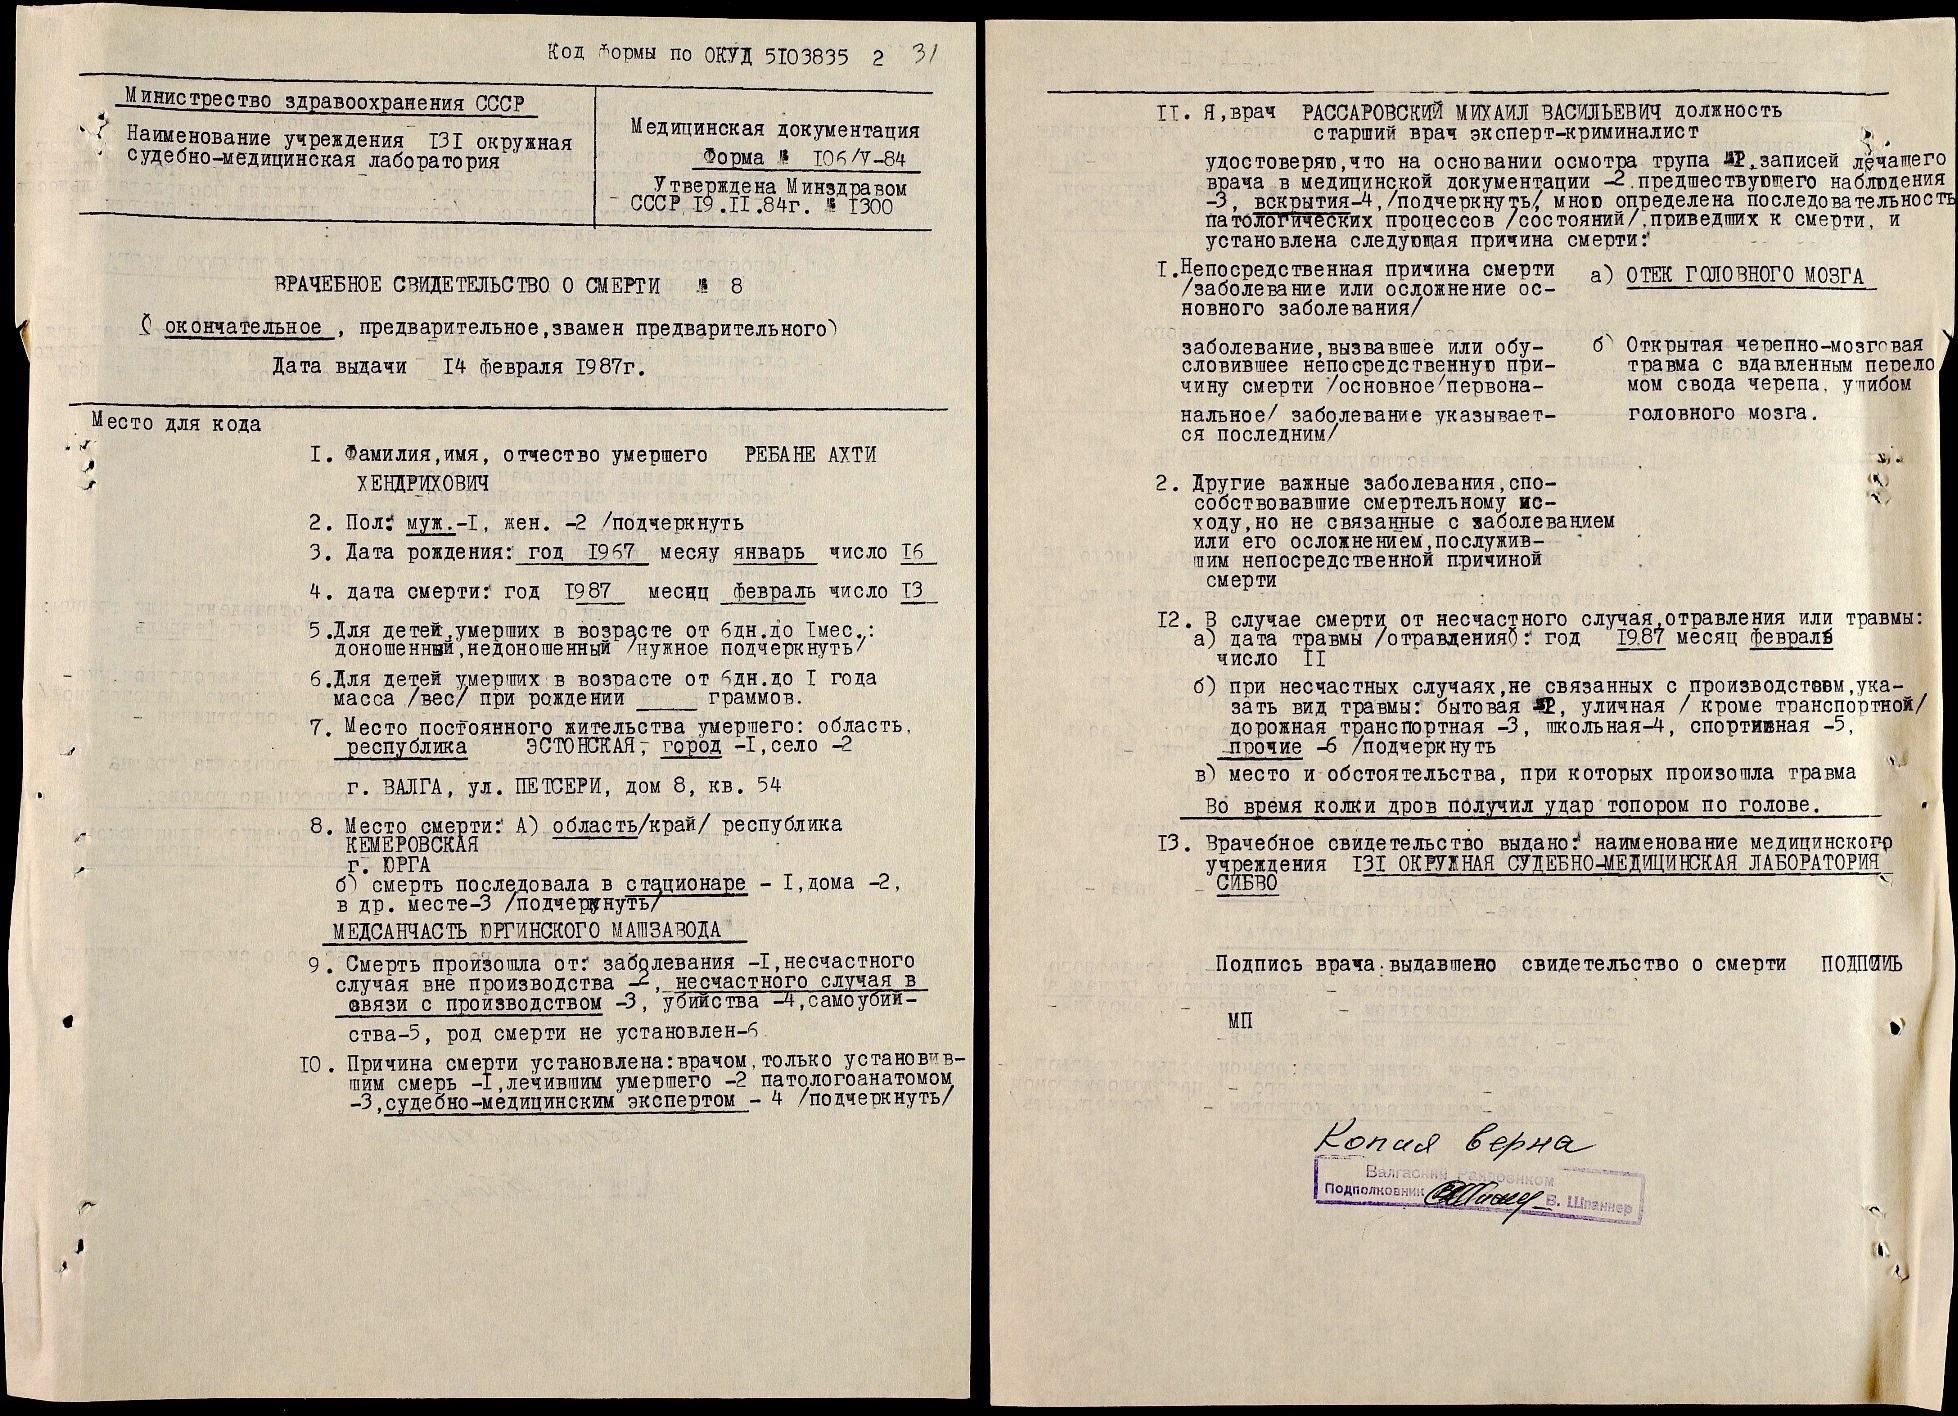 Код формы по ОКУД 5103835 2 31
Министрество здравоохранения СССР
Наименование учреждения 131 окружная
судебно-медицинская лаборатория
Медицинская документация
Форма № 106/У-84
Утверждена Минздравом
СССР 19.11.84г. № 1300
ВРАЧЕБНОЕ СВИДЕТЕЛЬСТВО О СМЕРТИ № 8
( окончательное , предварительное,звамен предварительного)
Дата выдачи 14 февраля 1987г.
Место для кода
1. Фамилия,имя, отчество умершего РЕБАНЕ АХТИ
ХЕНДРИХОВИЧ
2. Пол: муж.-1, жен. -2 /подчеркнуть
3. Дата рождения: год 1967 месяу январь число 16
4. дата смерти: год 1987 месяц февраль число 13
5.Для детей,умерших в возрасте от 6дн.до 1мес.:
доношенный,недоношенный /нужное подчеркнуть/
6.Для детей умерших в возрасте от 6дн.до 1 года
масса /вес/ при рождении _____ граммов.
7. Место постоянного жительства умершего: область,
республика ЭСТОНСКАЯ, город -1,село -2
г. ВАЛГА, ул. ПЕТСЕРИ, дом 8, кв. 54
8. Место смерти: А) область/край/ республика
КЕМЕРОВСКАЯ
г. ЮРГА
б) смерть последовала в стационаре - 1,дома -2,
в др. месте-3 /подчеркнуть/
МЕДСАНЧАСТЬ ЮРГИНСКОГО МАШЗАВОДА
9. Смерть произошла от: заболевания -1,несчастного
случая вне производства -2, несчастного случая в
связи с производством -3, убийства -4,самоубий-
ства-5, род смерти не установлен-6
10. Причина смерти установлена:врачом,только установив-
шим смерь -1,лечившим умершего -2 патологоанатомом
-3,судебно-медицинским экспертом - 4 /подчеркнуть/
11. Я,врач РАССАРОВСКИЙ МИХАИЛ ВАСИЛЬЕВИЧ должность
старший врач эксперт-криминалист
удостоверяю,что на основании осмотра трупа ,записей лечашего
врача в медицинской документации -2.предшествующего наблюдения
-3, вскрытия-4,/подчеркнуть/ мною определена последовательность
патологических процессов /состояний/,приведших к смерти, и
установлена следующая причина смерти:
1.Непосредственная причина смерти а) ОТЕК ГОЛОВНОГО МОЗГА
/заболевание или осложнение ос-
новного заболевания/
заболевание,вызвавшее или обу- б) Открытая черепно-мозговая
словившее непосредственную при- травма с вдавленным перело
чину смерти /основное/первона- мом свода черепа, ушибом
нальное/ заболевание указывает- головного мозга.
ся последним/
2. Другие важные заболевания,спо-
собствовавшие смертельному ис-
ходу,но не связанные с заболеванием
или его осложнением,послужив-
шим непосредственной причиной
смерти
12. В случае смерти от несчастного случая,отравления или травмы:
а) дата травмы /отравдения): год 1987 месяц февраль
число 11
б) при несчастных случаях,не связанных с производством,ука-
зать вид травмы: бытовая , уличная / кроме транспортной/
дорожная транспортная -3, школьная-4, спортивная -5,
прочие -6 /подчеркнуть
в) место и обстоятельства, при которых произошла травма
Во время колки дров получил удар топором по голове.
13. Врачебное свидетельство выдано: наименование медицинского
учреждения 131 ОКРУЖНАЯ СУДЕБНО-МЕДИЦИНСКАЯ ЛАБОРАТОРИЯ
СИБВО
Подпись врача выдавшено свидетельство о смерти ПОДПИСЬ
МП
Копия верна
Валгаский райвоенком
Подполковник В. Шпаннер